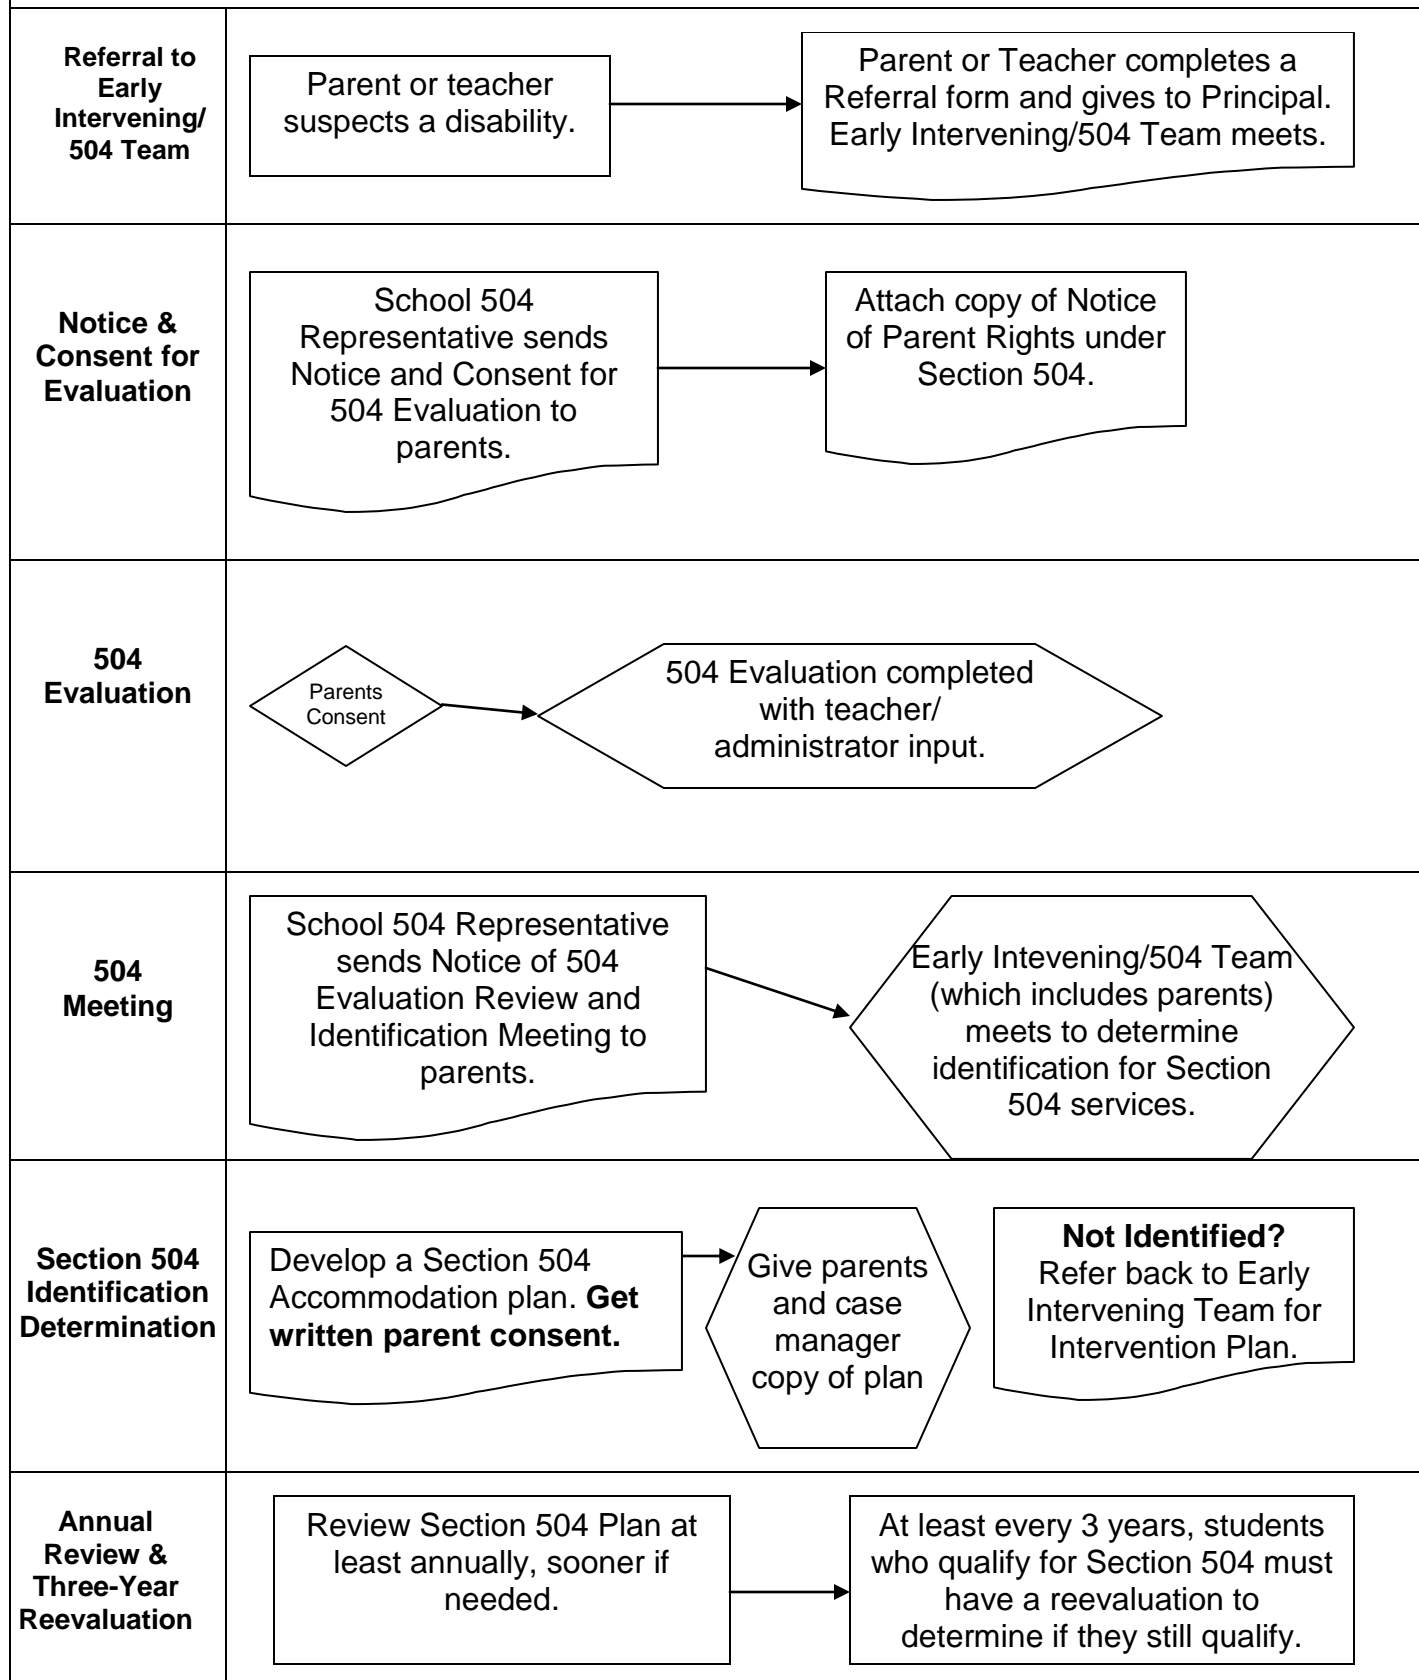 Referral to
Early
Intervening/
504 Team
Parent or teacher
suspects a disability.
Parent or Teacher completes a
Referral form and gives to Principal.
Early Intervening/504 Team meets.
Notice &
Consent for
Evaluation
School 504
Representative sends
Notice and Consent for
504 Evaluation to
parents.
Attach copy of Notice
of Parent Rights under
Section 504.
504
Evaluation
Parents
Consent
504 Evaluation completed
with teacher/
administrator input.
504
Meeting
School 504 Representative
sends Notice of 504
Evaluation Review and
Identification Meeting to
parents.
Early Intevening/504 Team
(which includes parents)
meets to determine
identification for Section
504 services.
Section 504
Identification
Determination
Develop a Section 504
Accommodation plan. Get
written parent consent.
Give parents
and case
manager
copy of plan
Not Identified?
Refer back to Early
Intervening Team for
Intervention Plan.
Annual
Review &
Three-Year
Reevaluation
Review Section 504 Plan at
least annually, sooner if
needed.
At least every 3 years, students
who qualify for Section 504 must
have a reevaluation to
determine if they still qualify.